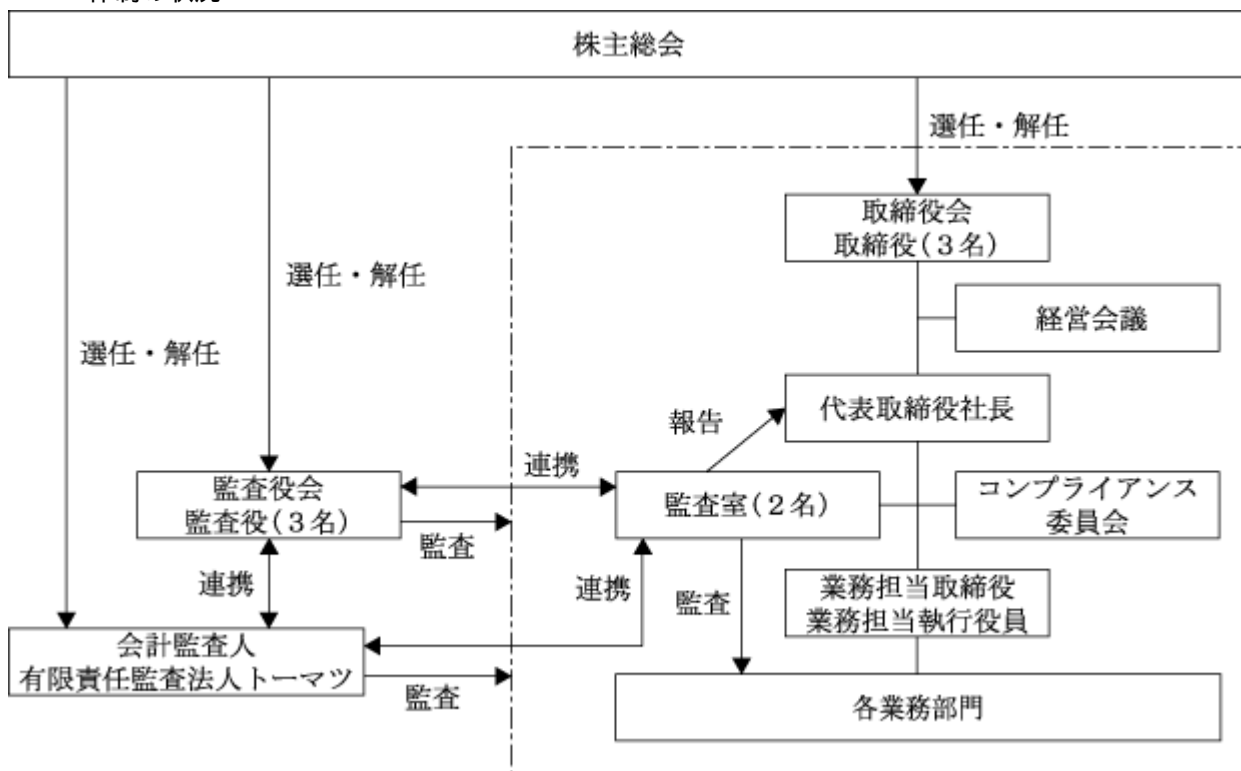 株主総会
選任・解任
取締役会
取締役(３名)
選任・解任
経営会議
選任・解任
代表取締役社長
報告
連携
監査役会
監査役(３名)
監査室(２名)
コンプライアンス
委員会
監査
連携
連携
監査
業務担当取締役
業務担当執行役員
会計監査人
有限責任監査法人トーマツ
監査
各業務部門